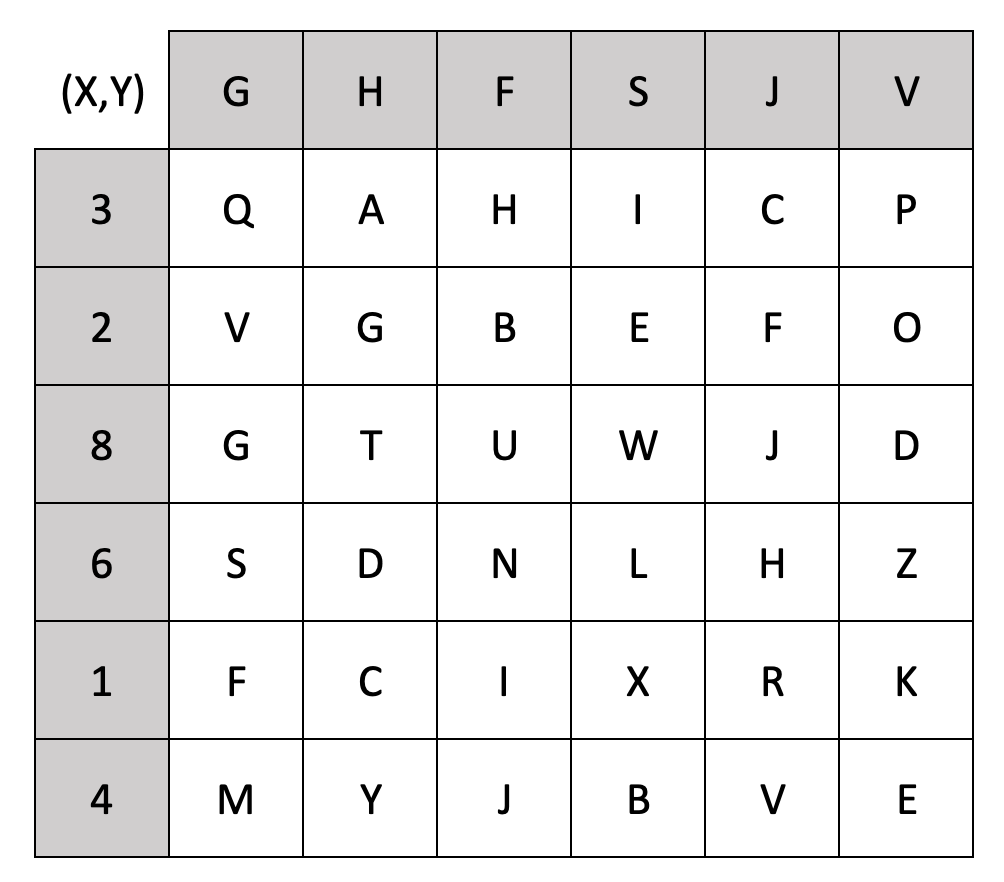 (X,Y) G H F S J V
3 Q A H I C P
2 V G B E F O
8 G T U W J D
6 S D N L H Z
1 F C I X R K
4 M Y J B V E